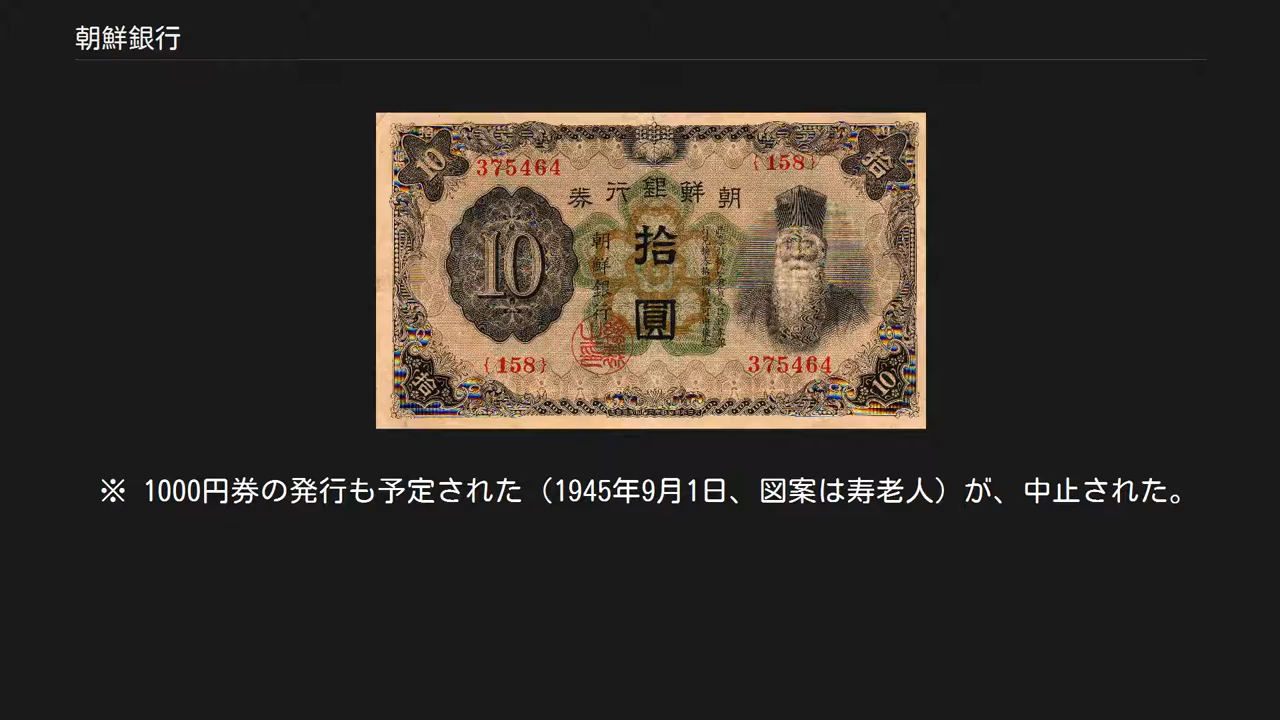 朝鮮銀行
10
375464
{158}
拾
券行銀鮮朝
10
朝鮮銀行
拾圓
{158}
375464
拾
10
※ 1000円券の発行も予定された（1945年9月1日、図案は寿老人）が、中止された。